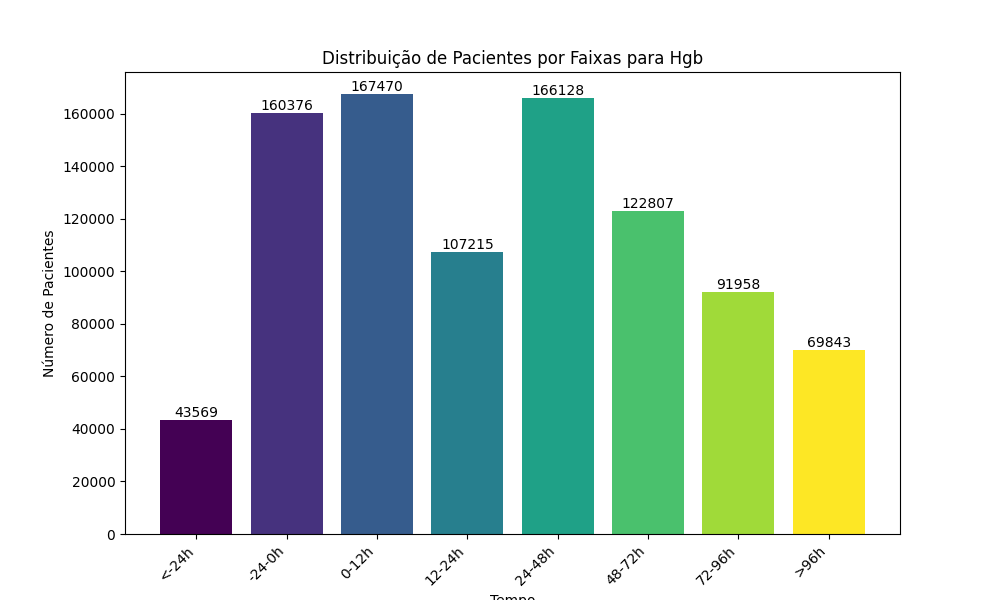 Distribuição de Pacientes por Faixas para Hgb
Número de Pacientes
160000
140000
120000
100000
80000
60000
40000
20000
0
43569
160376
167470
107215
166128
122807
91958
69843
<-24h
-24-0h
0-12h
12-24h
24-48h
48-72h
72-96h
>96h
Tempo